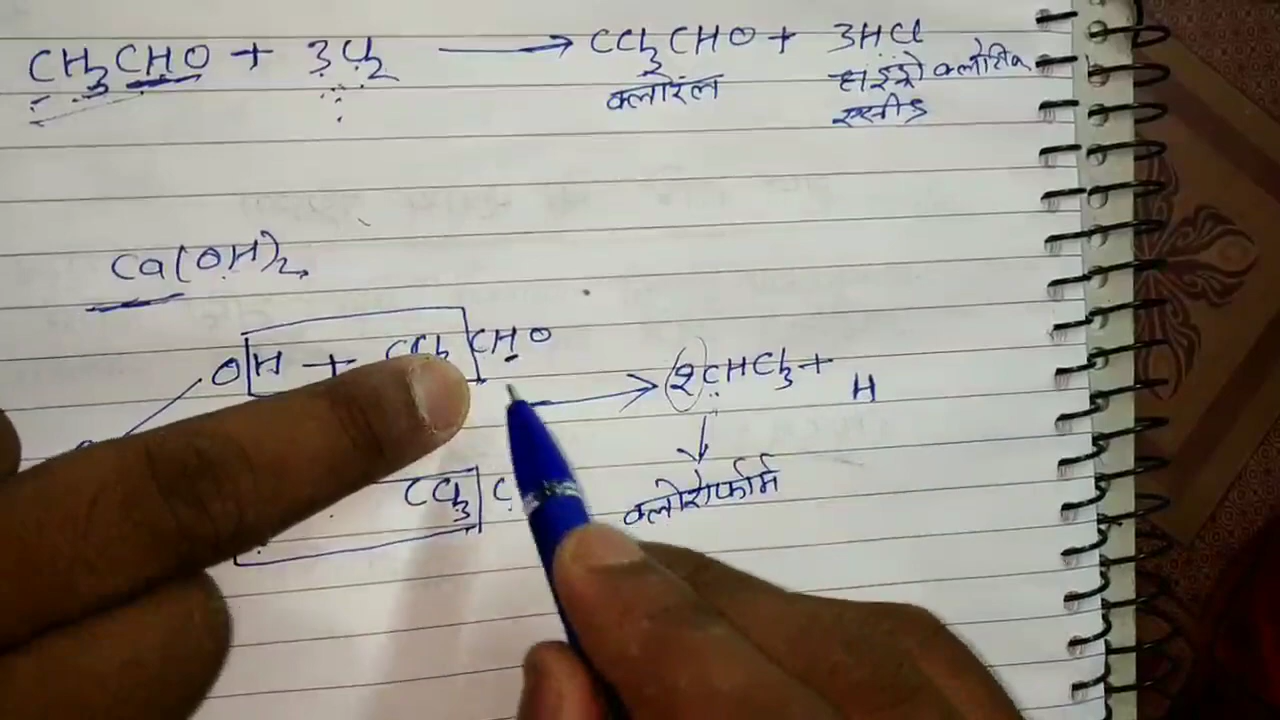 CH3CHO + 3Cl2 → CCl3CHO + 3HCl
क्लोरल हाइड्रो क्लोरिक
एसीड
Ca(OH)2
OH + CCl3CHO
→ 2CHCl3 + H
CCl3 C
क्लोरोफॉर्म